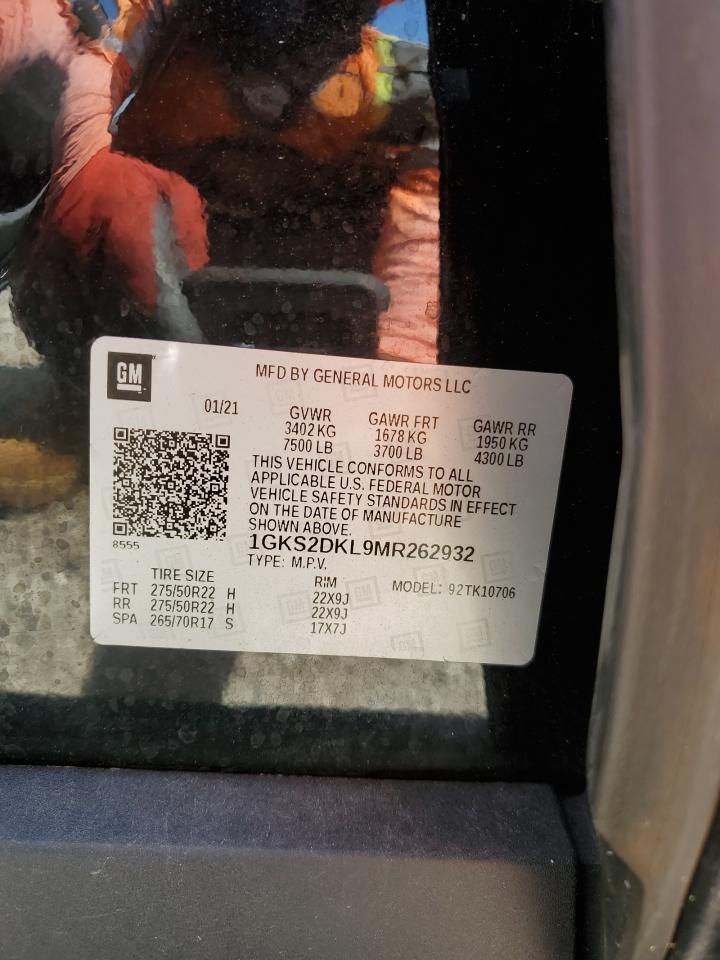 GM
MFD BY GENERAL MOTORS LLC
01/21
GVWR GAWR FRT GAWR RR
3402 KG 1678 KG 1950 KG
7500 LB 3700 LB 4300 LB
THIS VEHICLE CONFORMS TO ALL
APPLICABLE U.S. FEDERAL MOTOR
VEHICLE SAFETY STANDARDS IN EFFECT
ON THE DATE OF MANUFACTURE
SHOWN ABOVE.
8555
1GKS2DKL9MR262932
TYPE: M.P.V.
TIRE SIZE RIM MODEL: 92TK10706
FRT 275/50R22 H 22X9J
RR 275/50R22 H 22X9J
SPA 265/70R17 S 17X7J